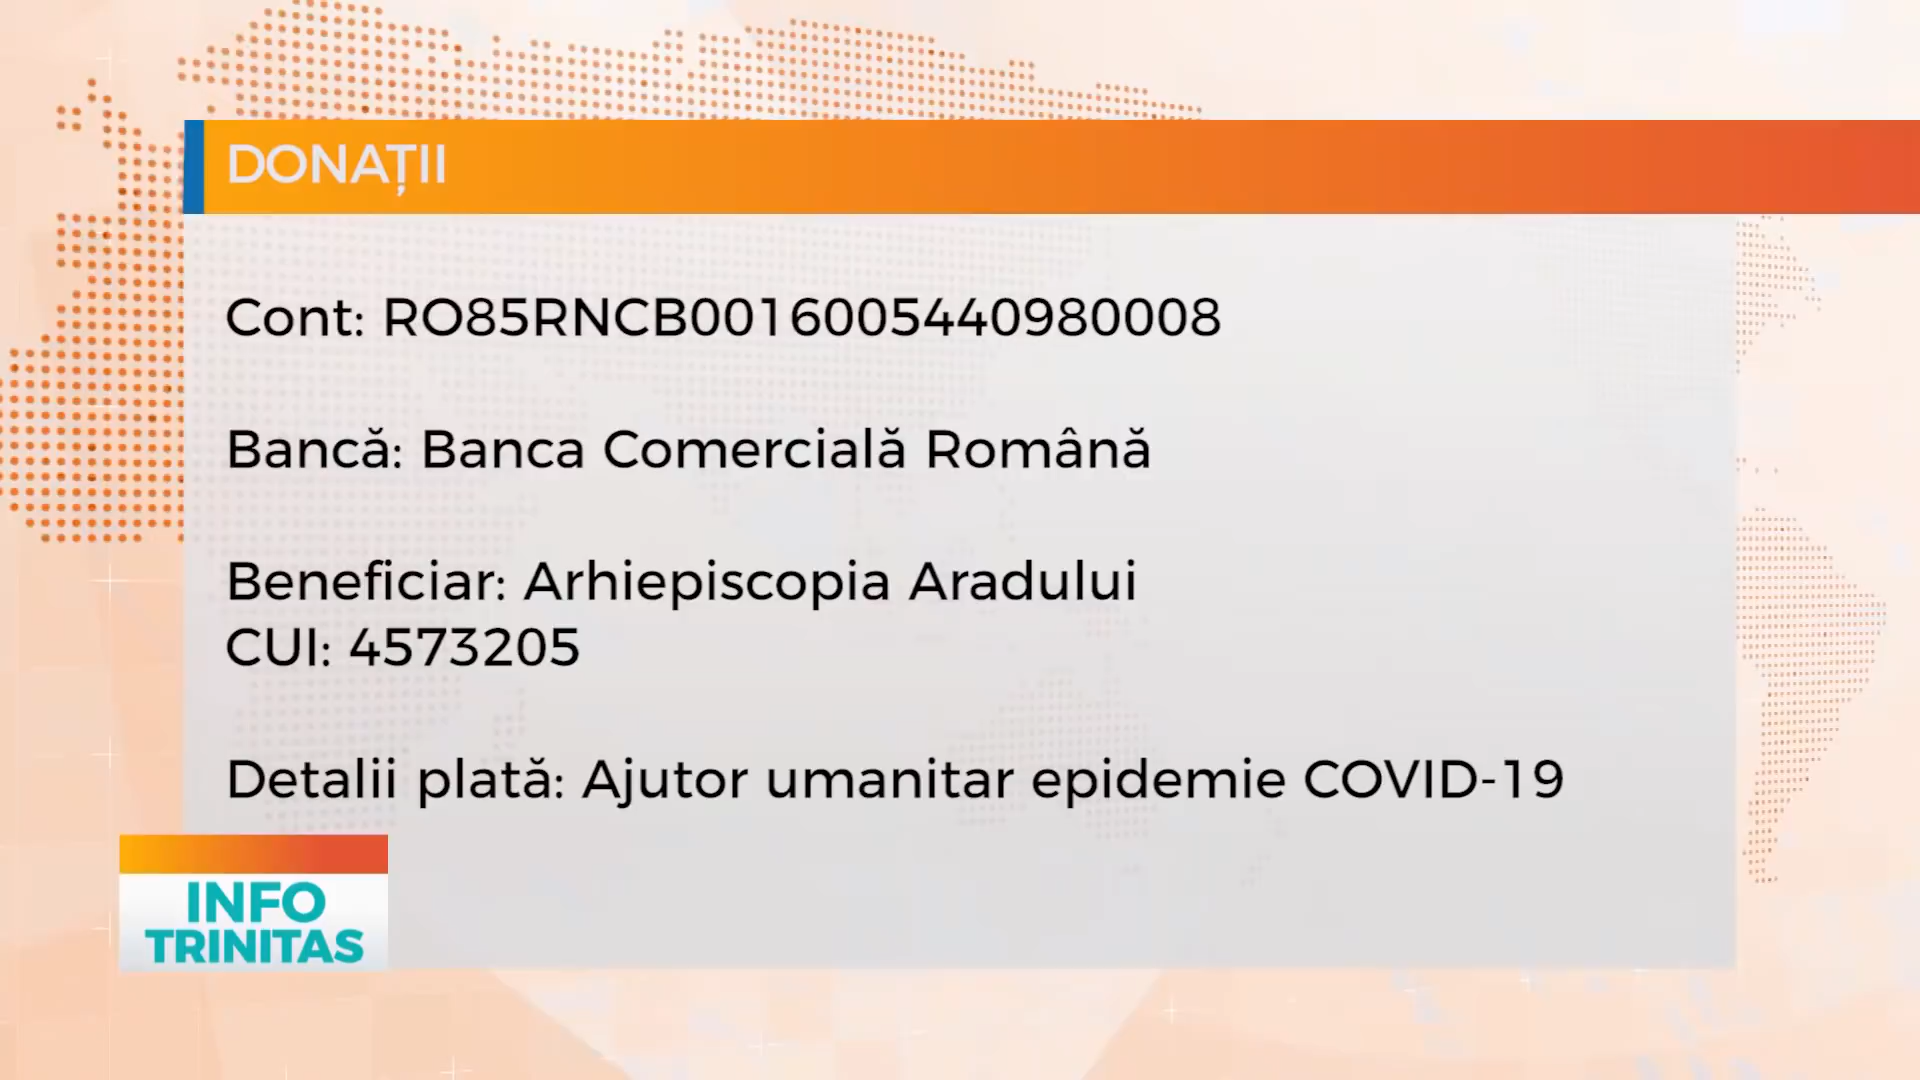 DONAȚII
Cont: RO85RNCB0016005440980008
Bancă: Banca Comercială Română
Beneficiar: Arhiepiscopia Aradului
CUI: 4573205
Detalii plată: Ajutor umanitar epidemie COVID-19
INFO
TRINITAS